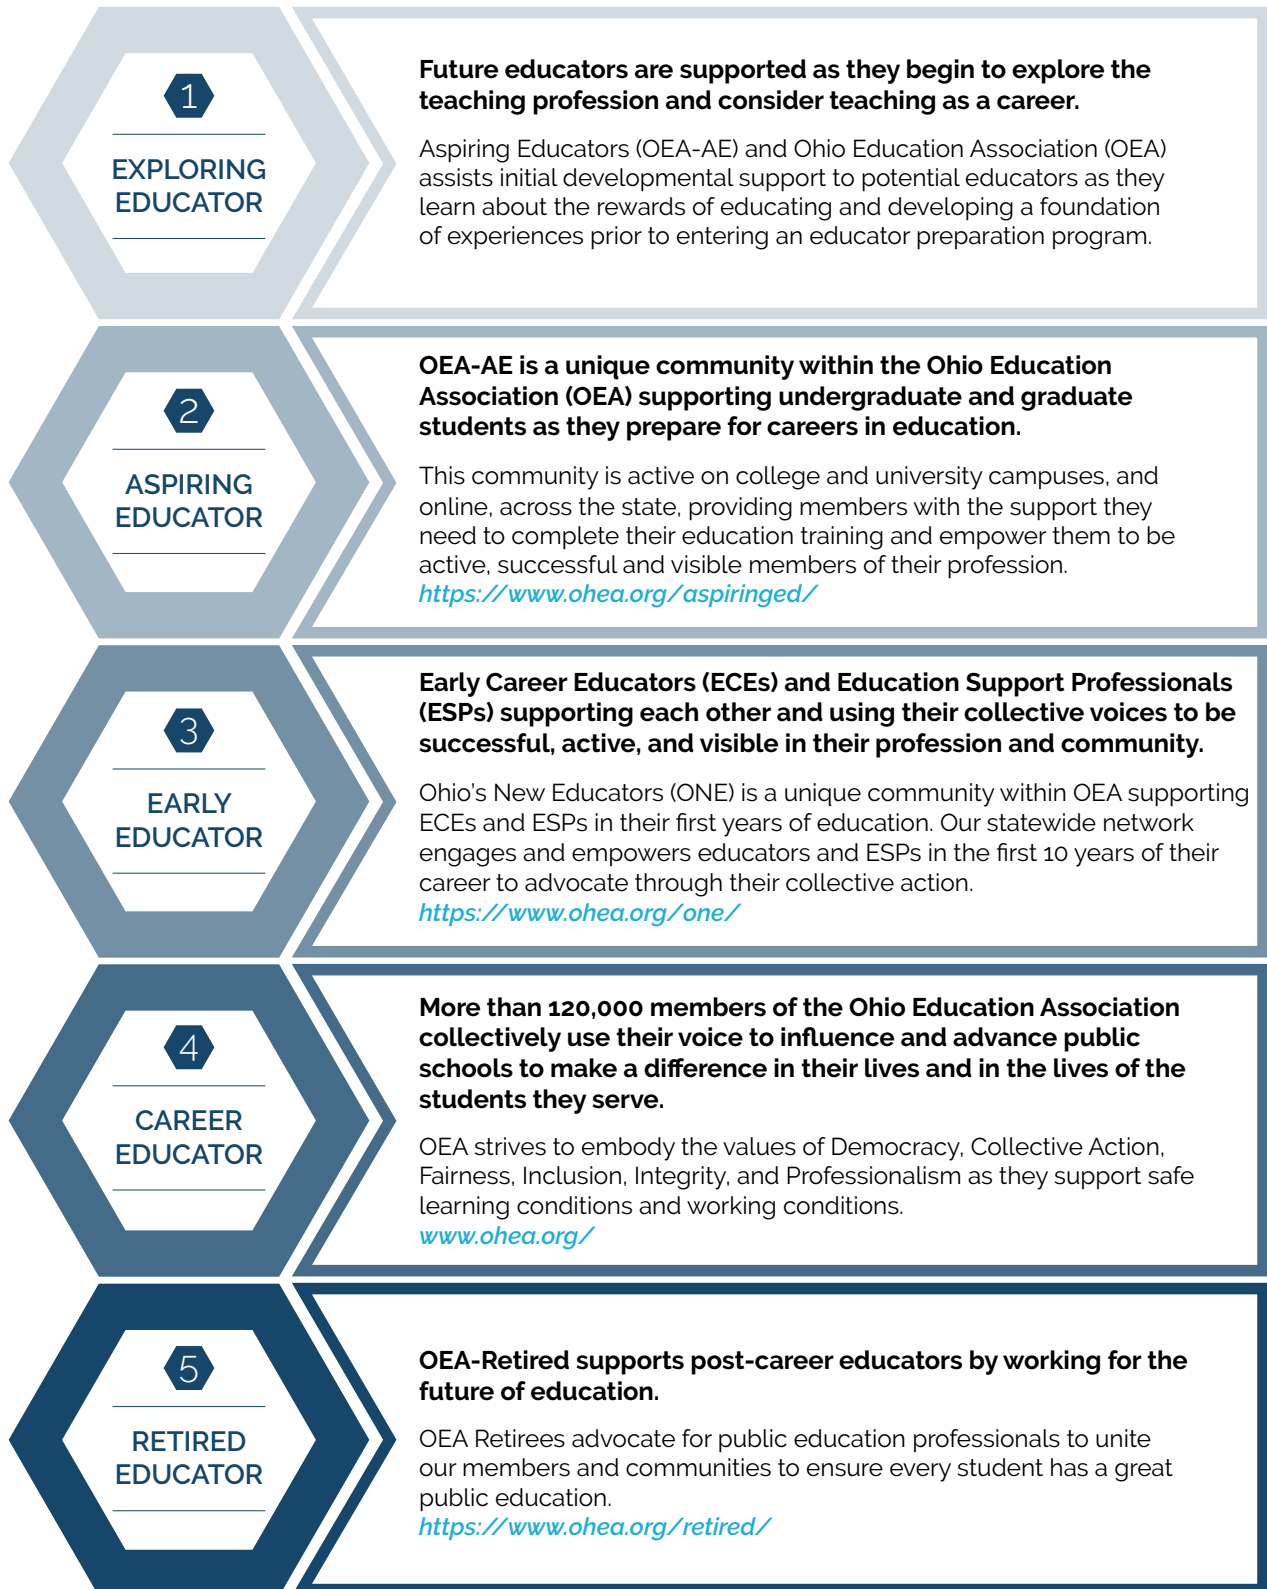 1
EXPLORING
EDUCATOR
Future educators are supported as they begin to explore the
teaching profession and consider teaching as a career.
Aspiring Educators (OEA-AE) and Ohio Education Association (OEA)
assists initial developmental support to potential educators as they
learn about the rewards of educating and developing a foundation
of experiences prior to entering an educator preparation program.
2
ASPIRING
EDUCATOR
OEA-AE is a unique community within the Ohio Education
Association (OEA) supporting undergraduate and graduate
students as they prepare for careers in education.
This community is active on college and university campuses, and
online, across the state, providing members with the support they
need to complete their education training and empower them to be
active, successful and visible members of their profession.
https://www.ohea.org/aspiringed/
3
EARLY
EDUCATOR
Early Career Educators (ECEs) and Education Support Professionals
(ESPs) supporting each other and using their collective voices to be
successful, active, and visible in their profession and community.
Ohio's New Educators (ONE) is a unique community within OEA supporting
ECEs and ESPs in their first years of education. Our statewide network
engages and empowers educators and ESPs in the first 10 years of their
career to advocate through their collective action.
https://www.ohea.org/one/
4
CAREER
EDUCATOR
More than 120,000 members of the Ohio Education Association
collectively use their voice to influence and advance public
schools to make a difference in their lives and in the lives of the
students they serve.
OEA strives to embody the values of Democracy, Collective Action,
Fairness, Inclusion, Integrity, and Professionalism as they support safe
learning conditions and working conditions.
www.ohea.org/
5
RETIRED
EDUCATOR
OEA-Retired supports post-career educators by working for the
future of education.
OEA Retirees advocate for public education professionals to unite
our members and communities to ensure every student has a great
public education.
https://www.ohea.org/retired/